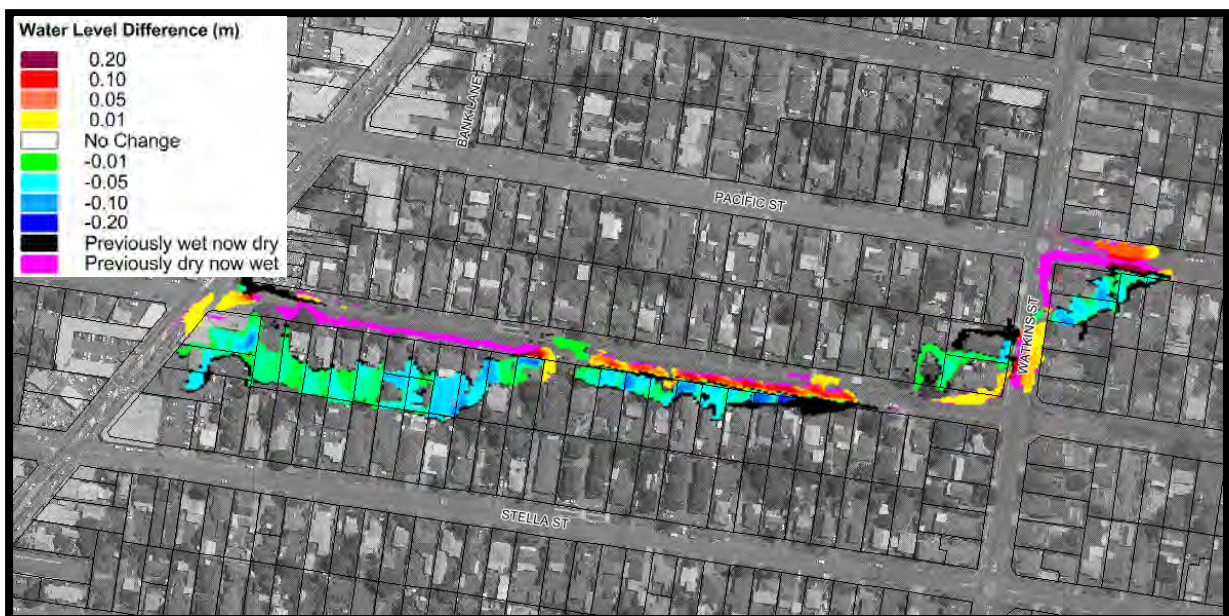 Water Level Difference (m)
0.20
0.10
0.05
0.01
No Change
-0.01
-0.05
-0.10
-0.20
Previously wet now dry
Previously dry now wet
BANK LANE
PACIFIC ST
WATKINS ST
STELLA ST